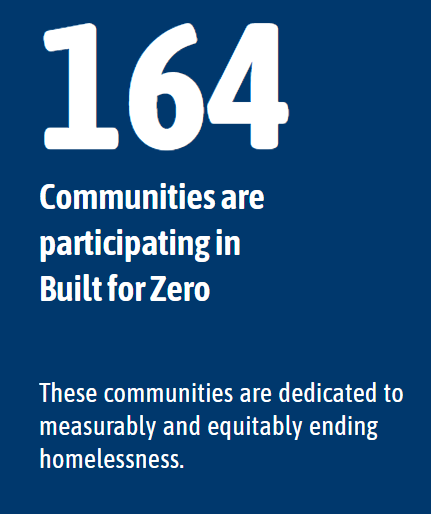 164
Communities are
participating in
Built for Zero
These communities are dedicated to
measurably and equitably ending
homelessness.